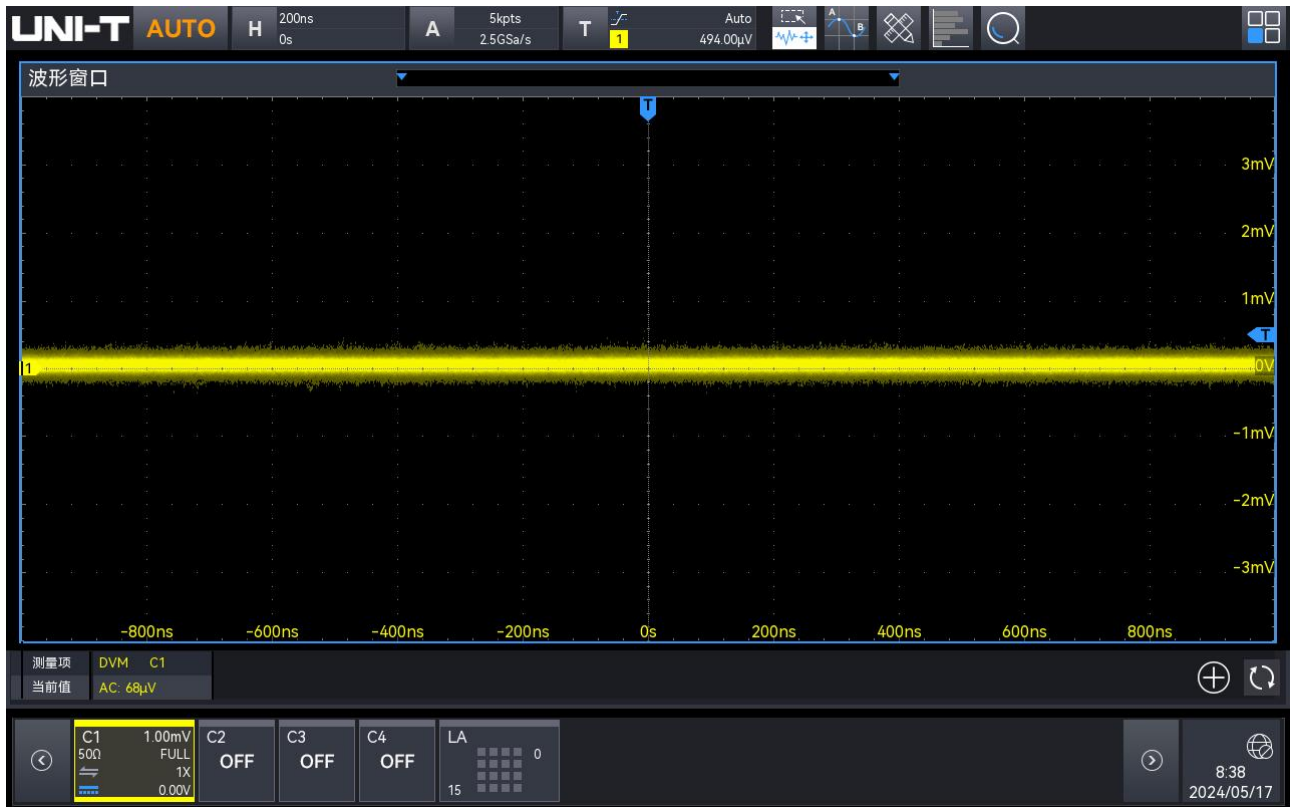 UNI-T AUTO H 200ns A 5kpts T Auto
0s 2.5GSa/s 1 494.00μV
A B
波形窗口
T
3mV
2mV
1mV
T
1 0V
-1mV
-2mV
-3mV
-800ns -600ns -400ns -200ns 0s 200ns 400ns 600ns 800ns
测量项 DVM C1
当前值 AC: 68μV
C1 1.00mV C2 C3 C4 LA
50Ω FULL OFF OFF OFF 0
1X
0.00V 15
8:38
2024/05/17